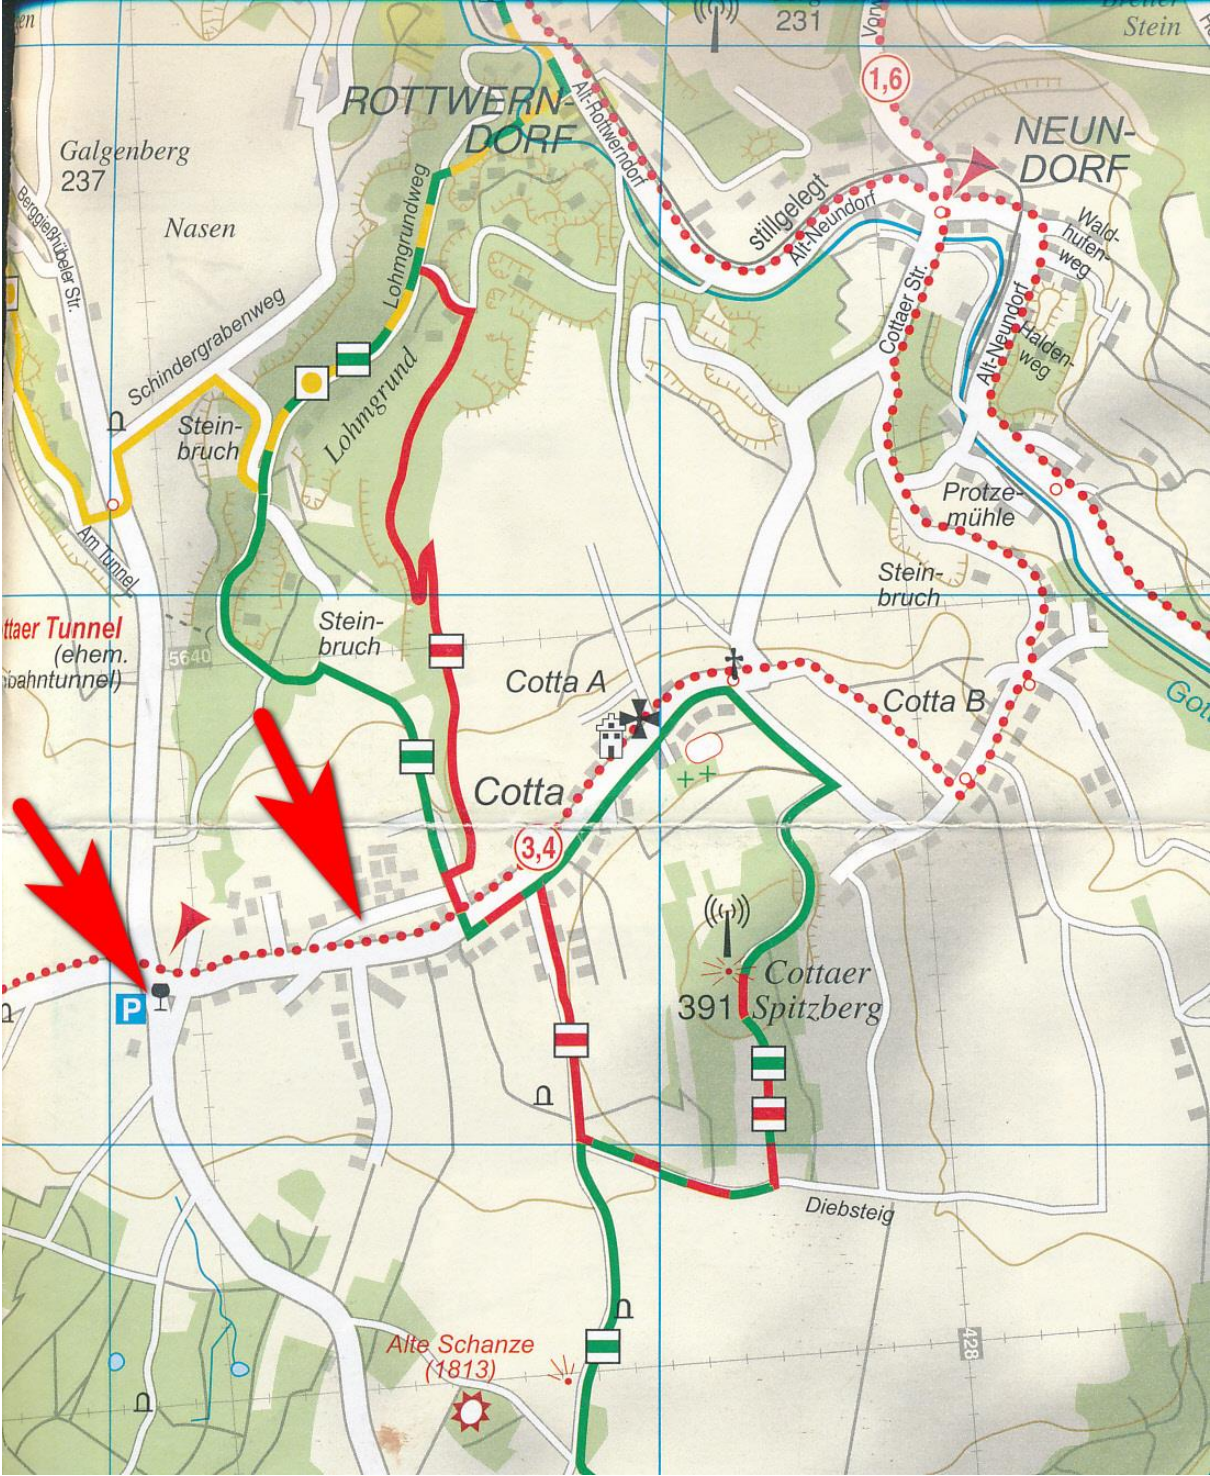 231
Stein
ROTTWERN-
DORF
Alt-Rottwerndorf
1,6
NEUN-
DORF
Galgenberg
237
Nasen
Berggießhübeler Str.
Lohmgrundweg
stillgelegt
Alt-Neundorf
Wald-
hufen-
weg
Schindergrabenweg
Cottaer Str.
Alt-Neundorf
Halden-
weg
Stein-
bruch
Lohmgrund
Protze-
mühle
Am Tunnel
Stein-
bruch
ttaer Tunnel
(ehem.
bahntunnel)
5640
Stein-
bruch
Cotta A
Cotta B
Gott
Cotta
3,4
P
391
Cottaer
Spitzberg
Diebsteig
428
Alte Schanze
(1813)